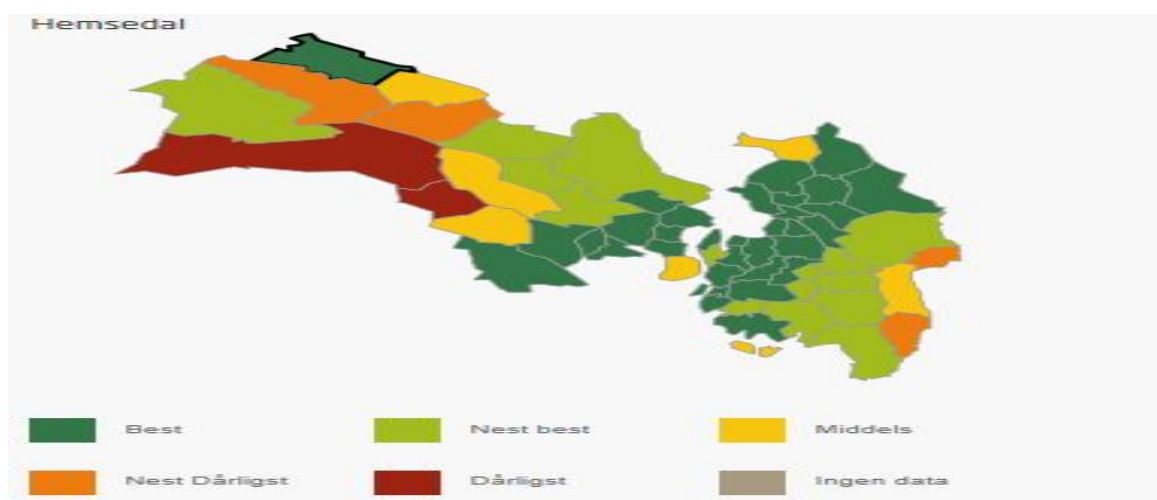 Hemsedal
Best
Nest best
Middels
Nest Dårligst
Dårligst
Ingen data